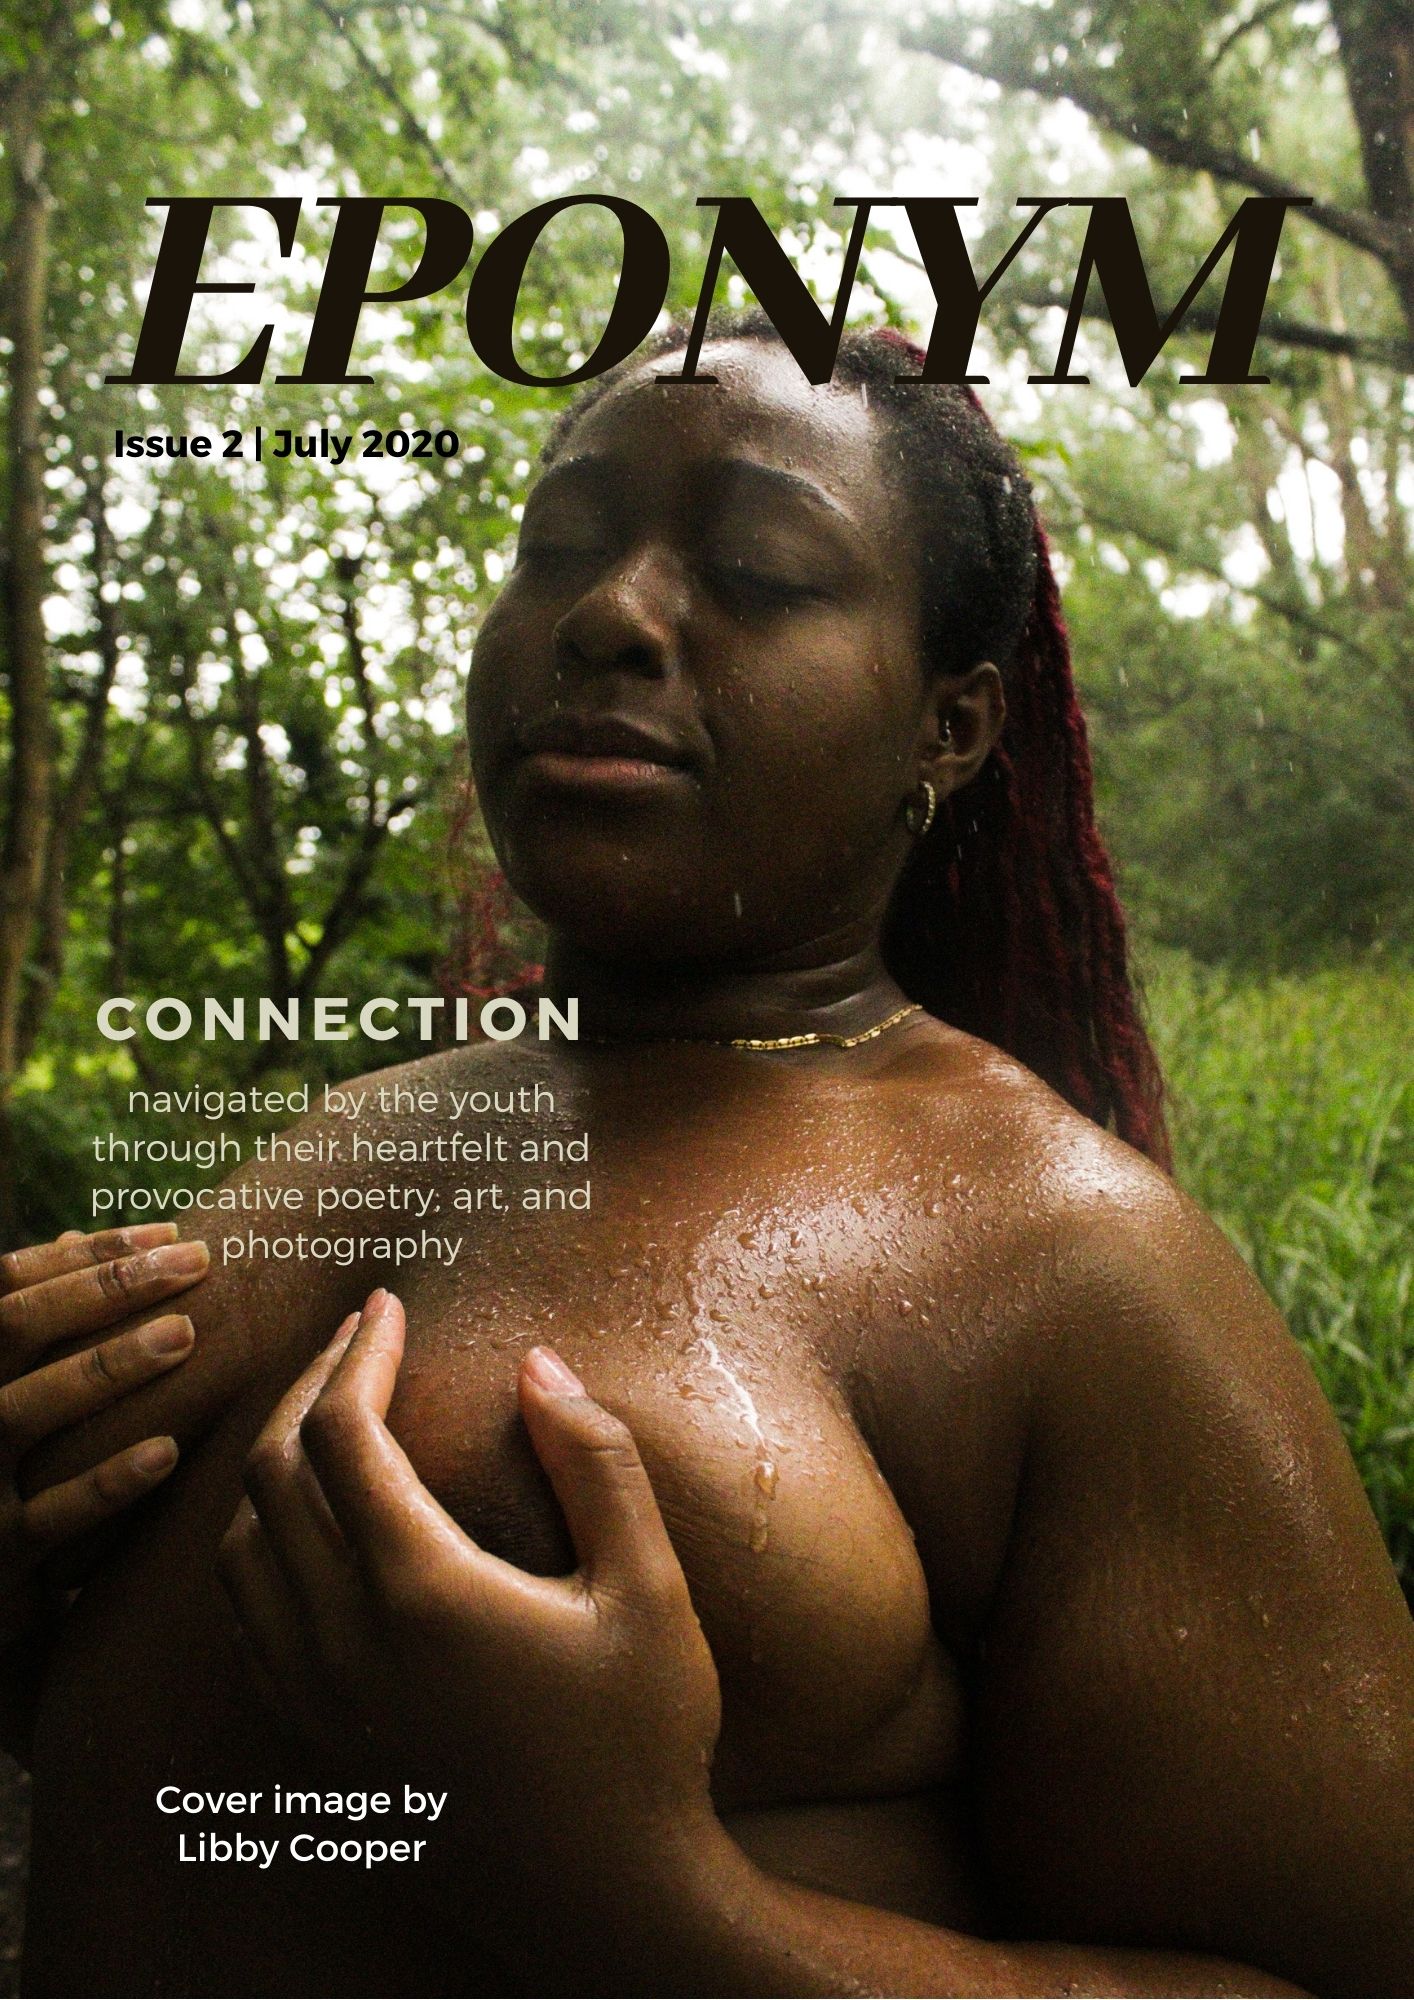 EPONYM
Issue 2 | July 2020
CONNECTION
navigated by the youth
through their heartfelt and
provocative poetry, art, and
photography
Cover image by
Libby Cooper